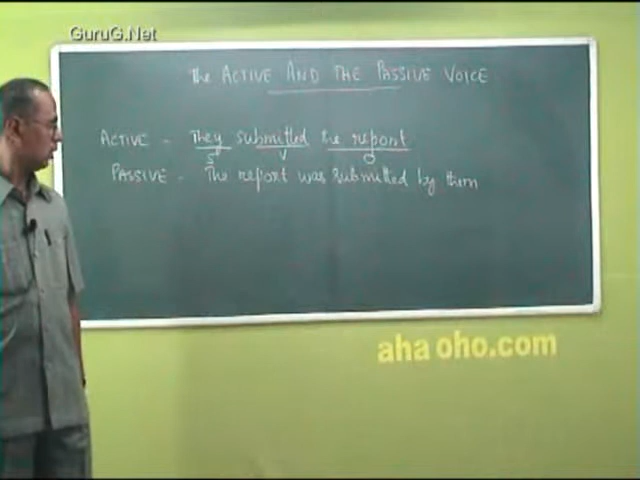 GuruG.Net
the ACTIVE AND THE PASSIVE VOICE
ACTIVE - They submitted the report
S V O
PASSIVE - The report was submitted by them
aha oho.com